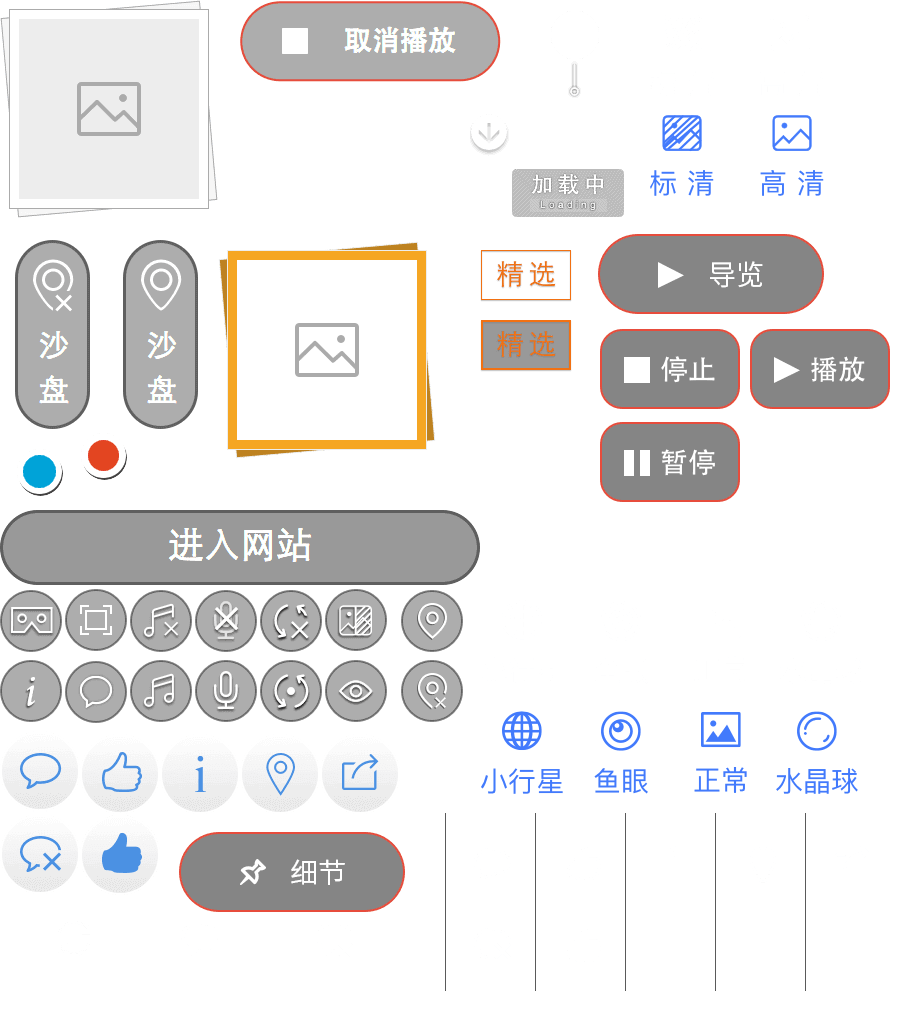 取消播放
标清
高清
加载中
Loading
精选
导览
精选
停止
播放
沙
盘
沙
盘
暂停
进入网站
i
小行星
鱼眼
正常
水晶球
i
细节